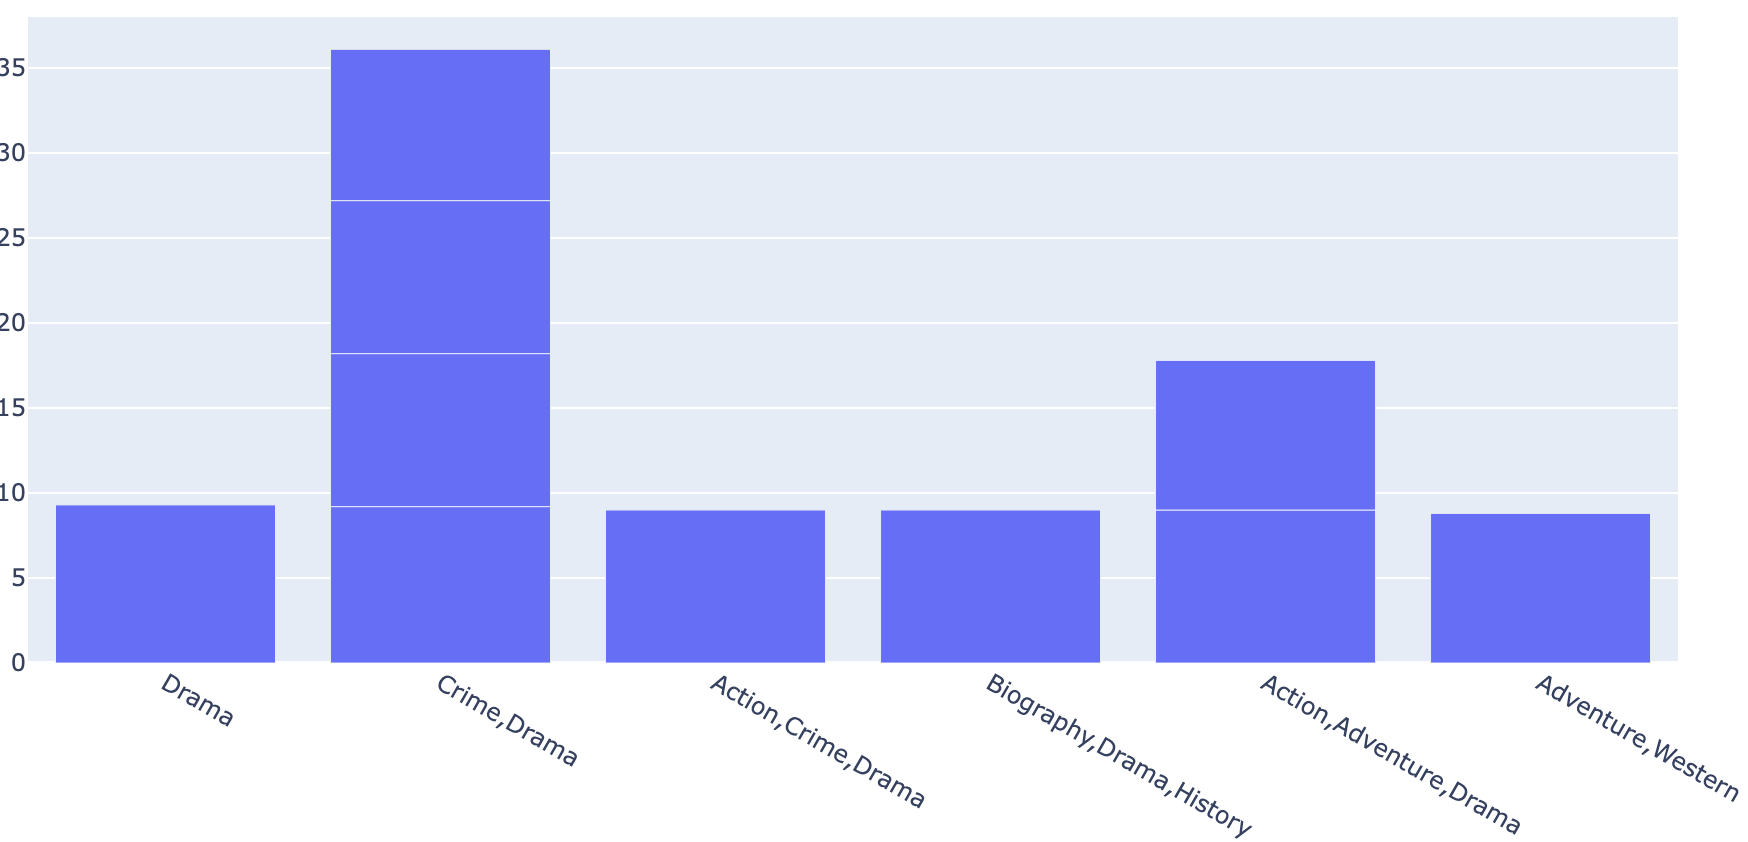 35
30
25
20
15
10
5
0
Drama
Crime,Drama
Action,Crime,Drama
Biography,Drama,History
Action,Adventure,Drama
Adventure,Western